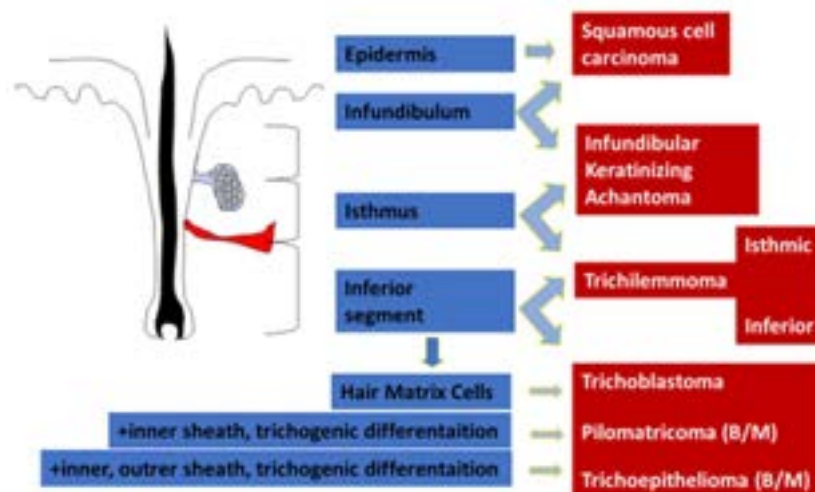 Epidermis
Squamous cell
carcinoma
Infundibulum
Infundibular
Keratinizing
Achantoma
Isthmus
Isthmic
Trichilemmoma
Inferior
Inferior
segment
Hair Matrix Cells
Trichoblastoma
+inner sheath, trichogenic differentaition
Pilomatricoma (B/M)
+inner, outrer sheath, trichogenic differentaition
Trichoepithelioma (B/M)